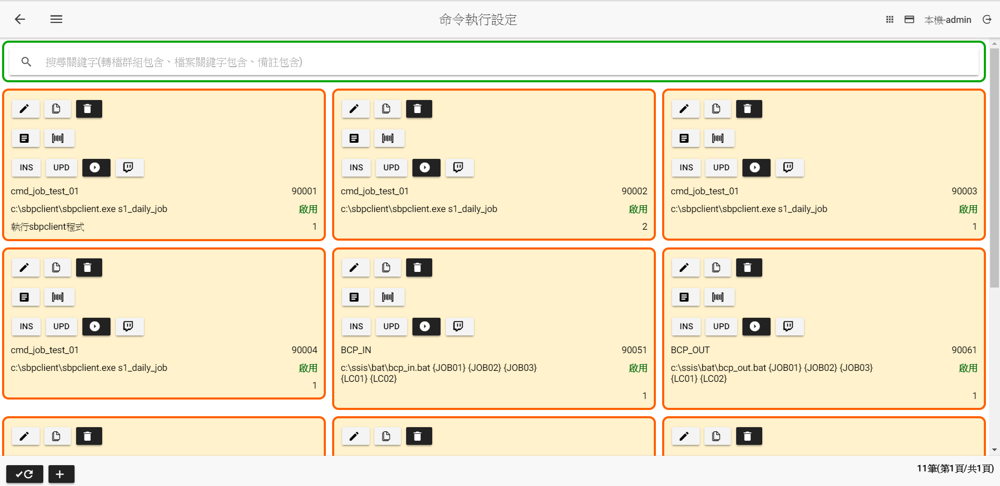 命令執行設定
本機-admin
搜尋關鍵字(轉檔群組包含、檔案關鍵字包含、備註包含)
INS UPD
cmd_job_test_01 90001
c:\sbpclient\sbpclient.exe s1_daily_job 啟用
執行sbpclient程式 1
INS UPD
cmd_job_test_01 90002
c:\sbpclient\sbpclient.exe s1_daily_job 啟用
2
INS UPD
cmd_job_test_01 90003
c:\sbpclient\sbpclient.exe s1_daily_job 啟用
1
INS UPD
cmd_job_test_01 90004
c:\sbpclient\sbpclient.exe s1_daily_job 啟用
1
INS UPD
BCP_IN 90051
c:\ssis\bat\bcp_in.bat {JOB01} {JOB02} {JOB03} 啟用
{LC01} {LC02}
1
INS UPD
BCP_OUT 90061
c:\ssis\bat\bcp_out.bat {JOB01} {JOB02} {JOB03} 啟用
{LC01} {LC02}
1
11筆(第1頁/共1頁)